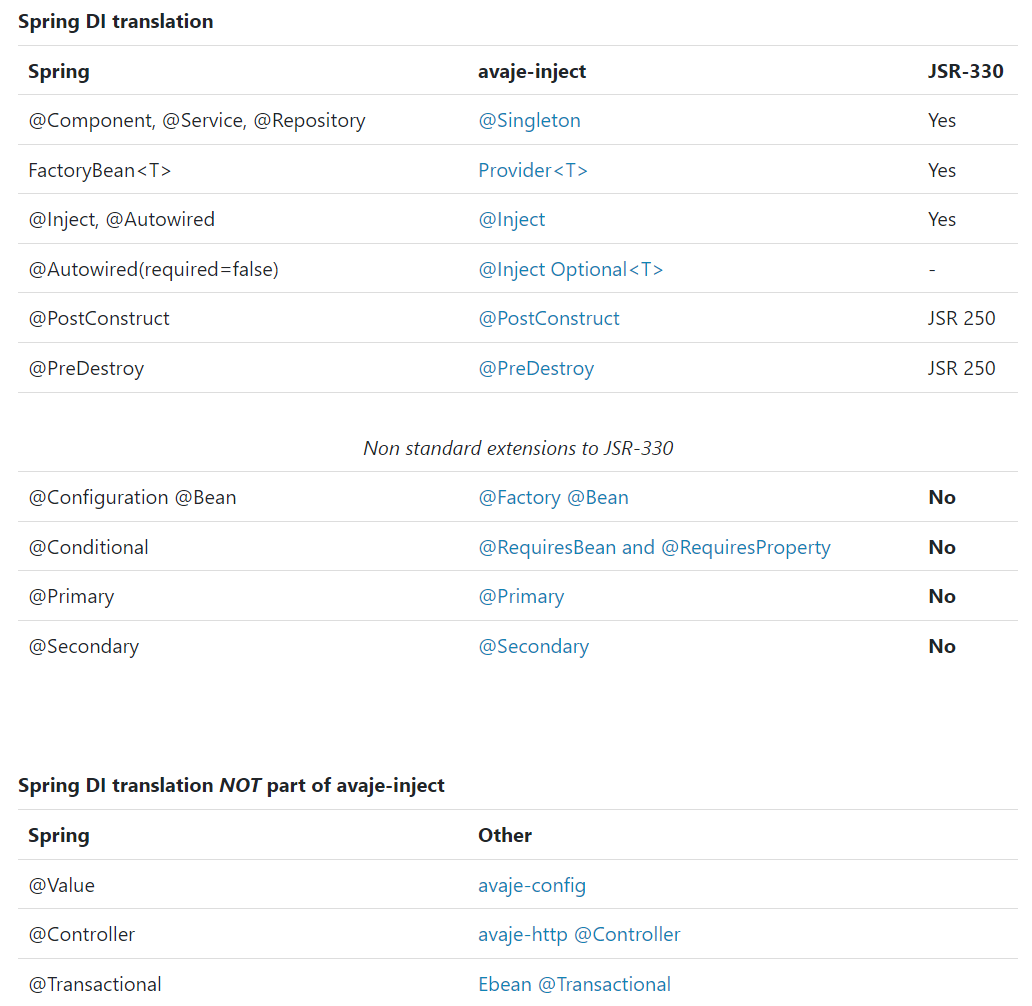 Spring DI translation
Spring avaje-inject JSR-330
@Component, @Service, @Repository @Singleton Yes
FactoryBean<T> Provider<T> Yes
@Inject, @Autowired @Inject Yes
@Autowired(required=false) @Inject Optional<T> -
@PostConstruct @PostConstruct JSR 250
@PreDestroy @PreDestroy JSR 250
Non standard extensions to JSR-330
@Configuration @Bean @Factory @Bean No
@Conditional @RequiresBean and @RequiresProperty No
@Primary @Primary No
@Secondary @Secondary No
Spring DI translation NOT part of avaje-inject
Spring Other
@Value avaje-config
@Controller avaje-http @Controller
@Transactional Ebean @Transactional